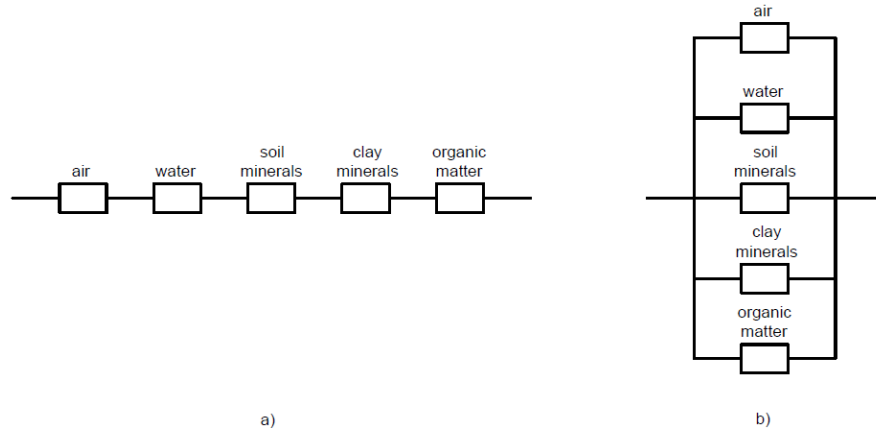 air
water
soil
minerals
clay
minerals
organic
matter
a)
air
water
soil
minerals
clay
minerals
organic
matter
b)